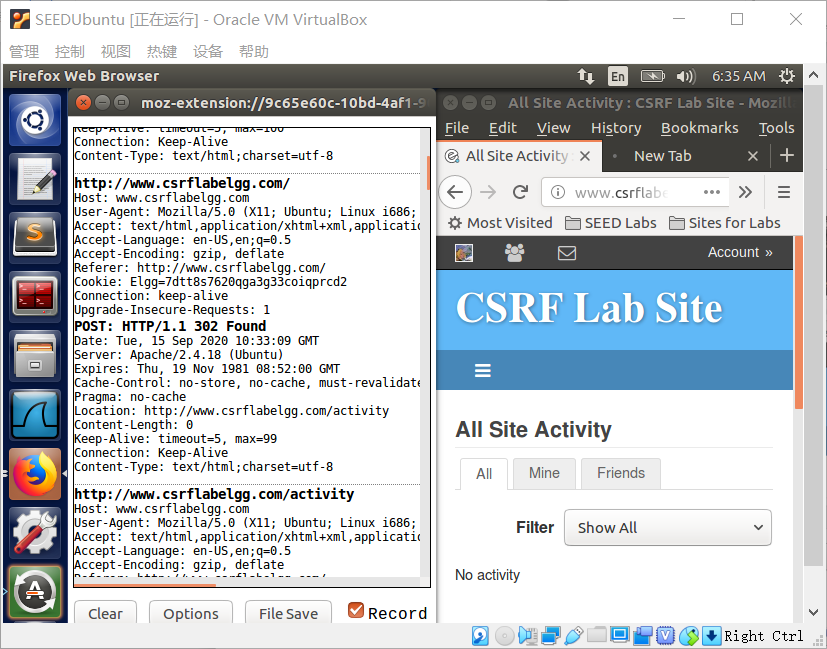 SEEDUbuntu [正在运行] - Oracle VM VirtualBox
管理 控制 视图 热键 设备 帮助
Firefox Web Browser
En
6:35 AM
moz-extension://9c65e60c-10bd-4af1-9
Keep-Alive: timeout=5, max=100
Connection: Keep-Alive
Content-Type: text/html;charset=utf-8
http://www.csrflabelgg.com/
Host: www.csrflabelgg.com
User-Agent: Mozilla/5.0 (X11; Ubuntu; Linux i686;
Accept: text/html,application/xhtml+xml,applicatio
Accept-Language: en-US,en;q=0.5
Accept-Encoding: gzip, deflate
Referer: http://www.csrflabelgg.com/
Cookie: Elgg=7dtt8s7620qga3g33coiqprcd2
Connection: keep-alive
Upgrade-Insecure-Requests: 1
POST: HTTP/1.1 302 Found
Date: Tue, 15 Sep 2020 10:33:09 GMT
Server: Apache/2.4.18 (Ubuntu)
Expires: Thu, 19 Nov 1981 08:52:00 GMT
Cache-Control: no-store, no-cache, must-revalidate
Pragma: no-cache
Location: http://www.csrflabelgg.com/activity
Content-Length: 0
Keep-Alive: timeout=5, max=99
Connection: Keep-Alive
Content-Type: text/html;charset=utf-8
http://www.csrflabelgg.com/activity
Host: www.csrflabelgg.com
User-Agent: Mozilla/5.0 (X11; Ubuntu; Linux i686;
Accept: text/html,application/xhtml+xml,applicatio
Accept-Language: en-US,en;q=0.5
Accept-Encoding: gzip, deflate
Referer: http://www.csrflabelgg.com/
Clear Options File Save Record
All Site Activity : CSRF Lab Site - Mozil
File Edit View History Bookmarks Tools
All Site Activity New Tab
www.csrflabe
Most Visited SEED Labs Sites for Labs
Account »
CSRF Lab Site
All Site Activity
All Mine Friends
Filter Show All
No activity
Right Ctrl